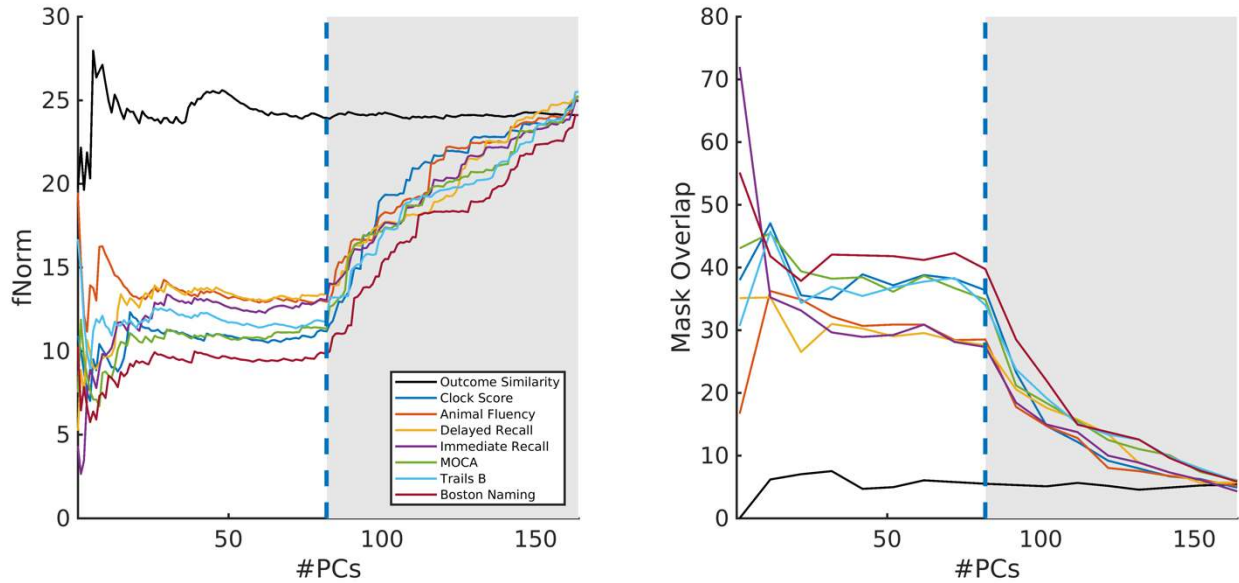 30
25
20
15
10
5
0
fNorm
50
100
150
#PCs
Outcome Similarity
Clock Score
Animal Fluency
Delayed Recall
Immediate Recall
MOCA
Trails B
Boston Naming
80
70
60
50
40
30
20
10
0
Mask Overlap
50
100
150
#PCs